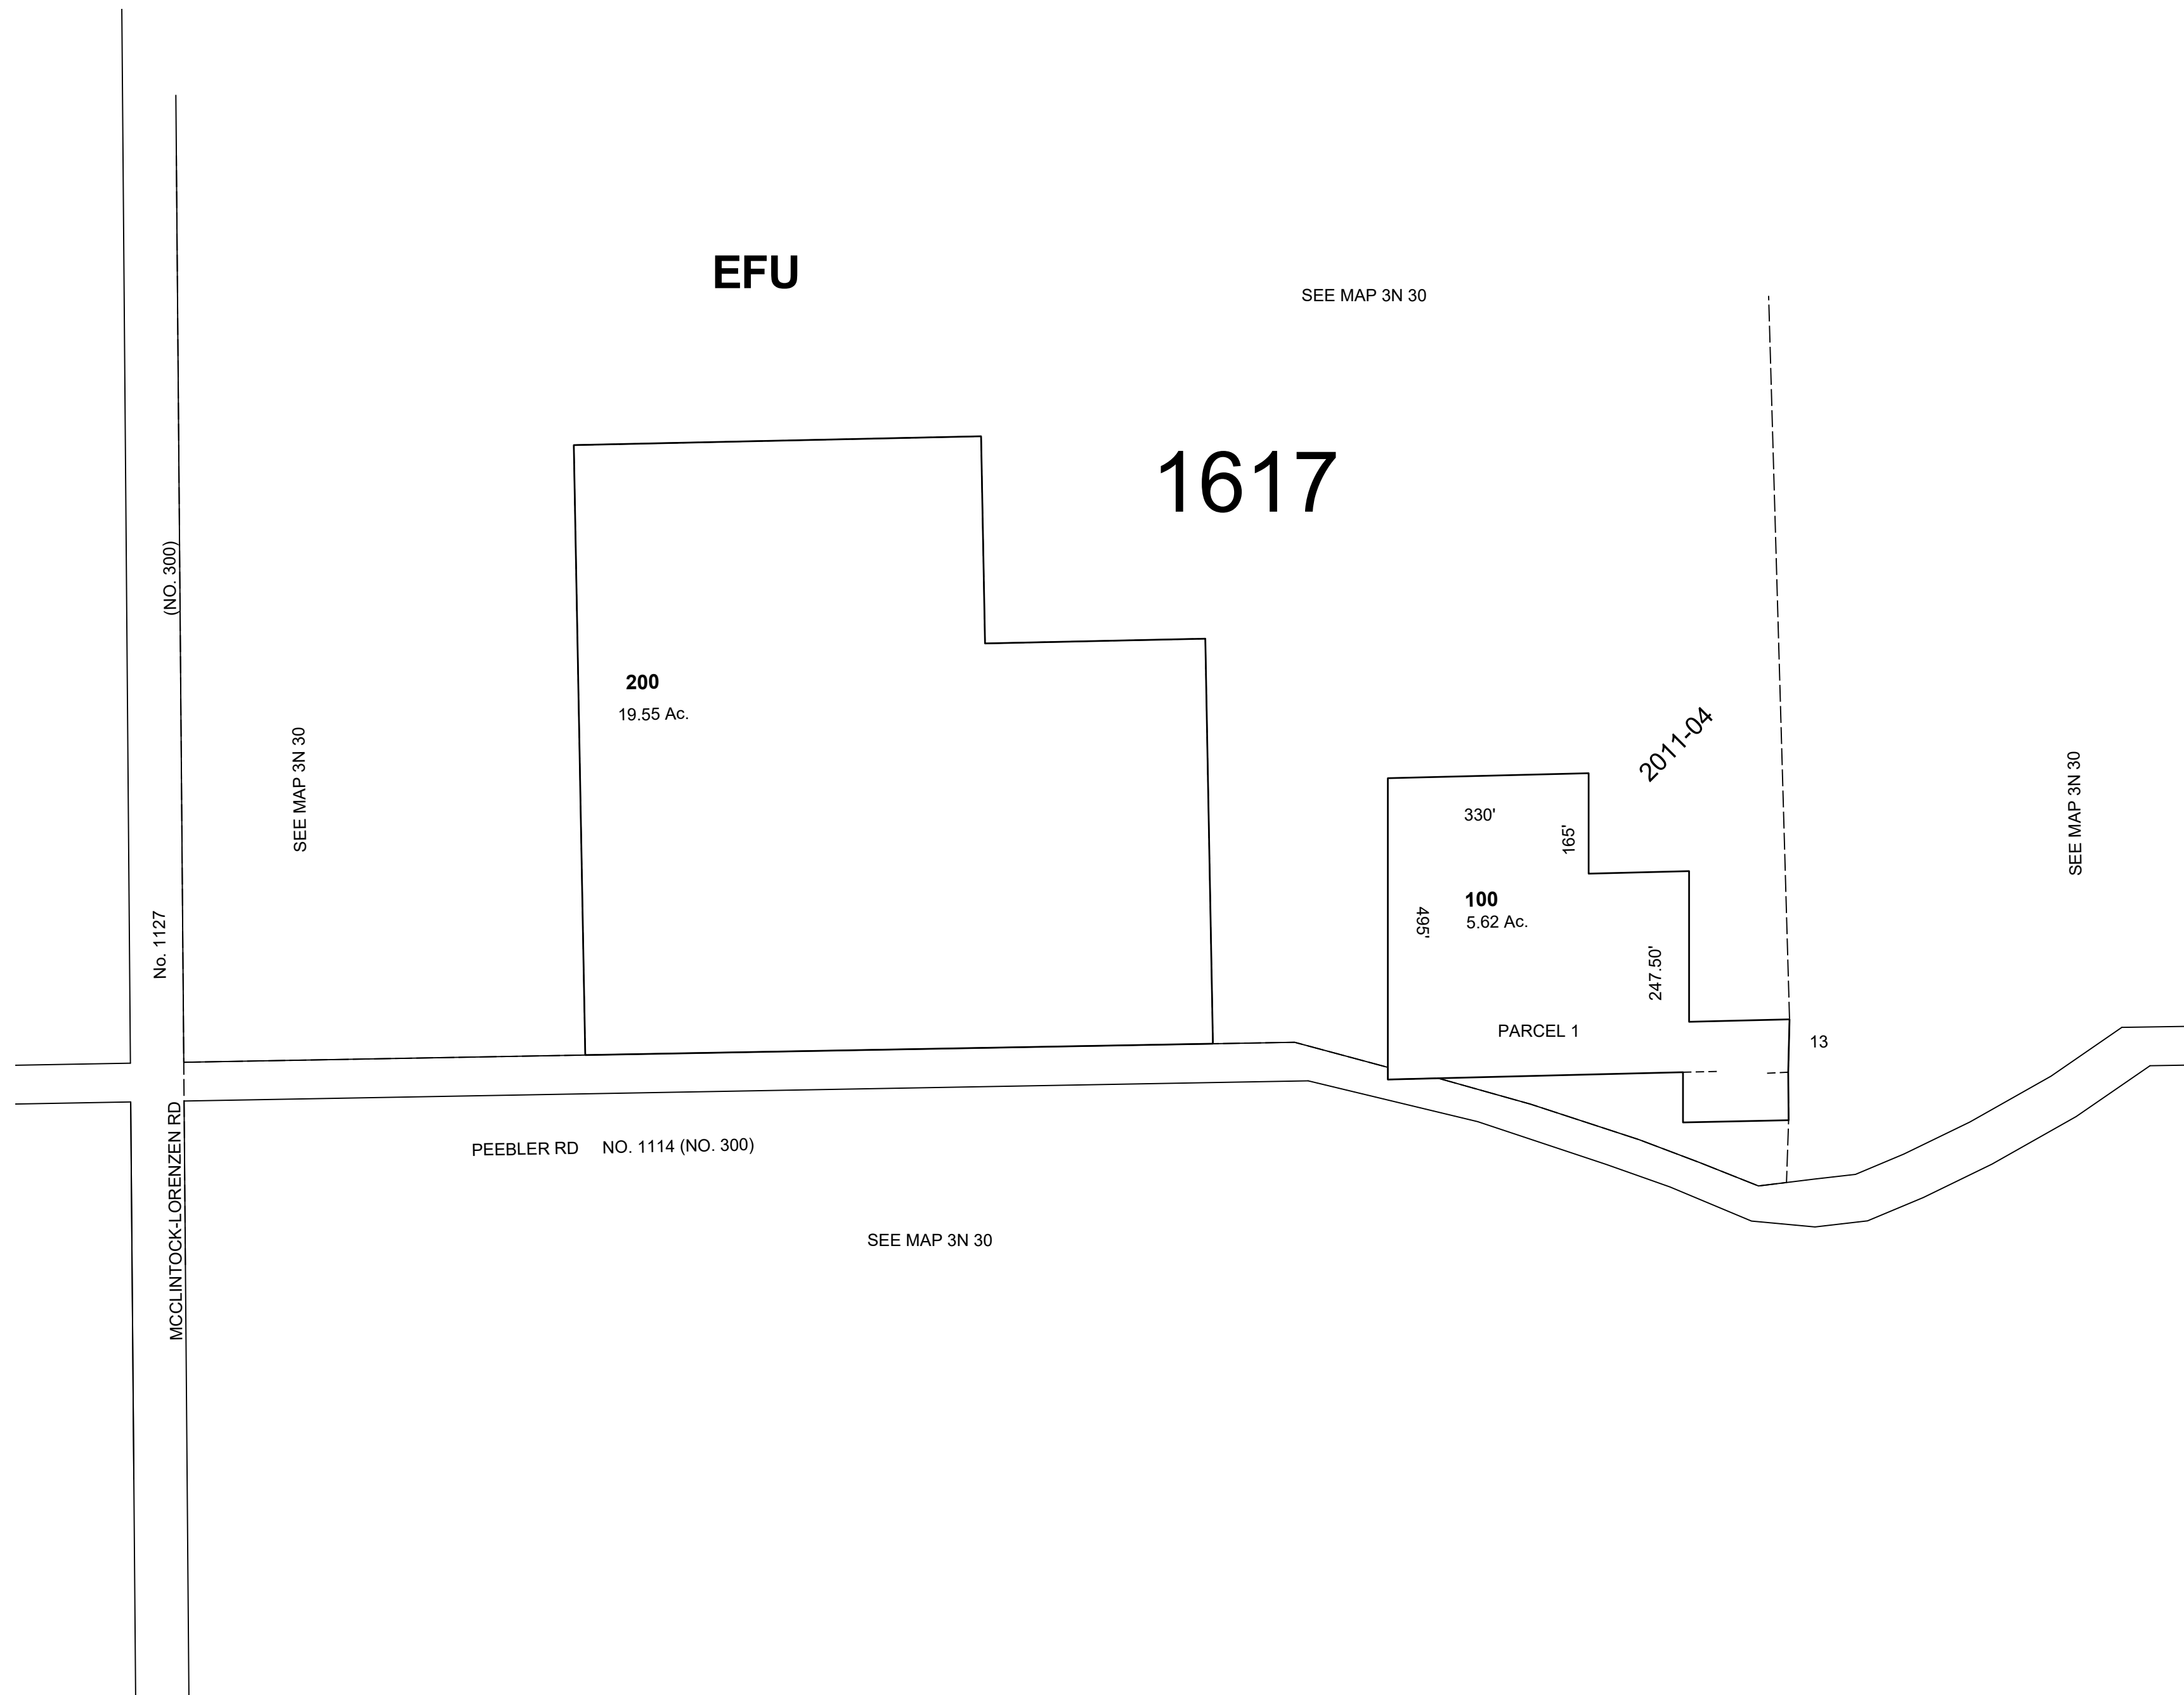 EFU
SEE MAP 3N 30
1617
(NO. 300)
200
19.55 Ac.
2011-04
SEE MAP 3N 30
SEE MAP 3N 30
330'
165'
100
5.62 Ac.
495'
No. 1127
247.50'
PARCEL 1
13
MCCLINTOCK-LORENZEN RD
PEEBLER RD NO. 1114 (NO. 300)
SEE MAP 3N 30